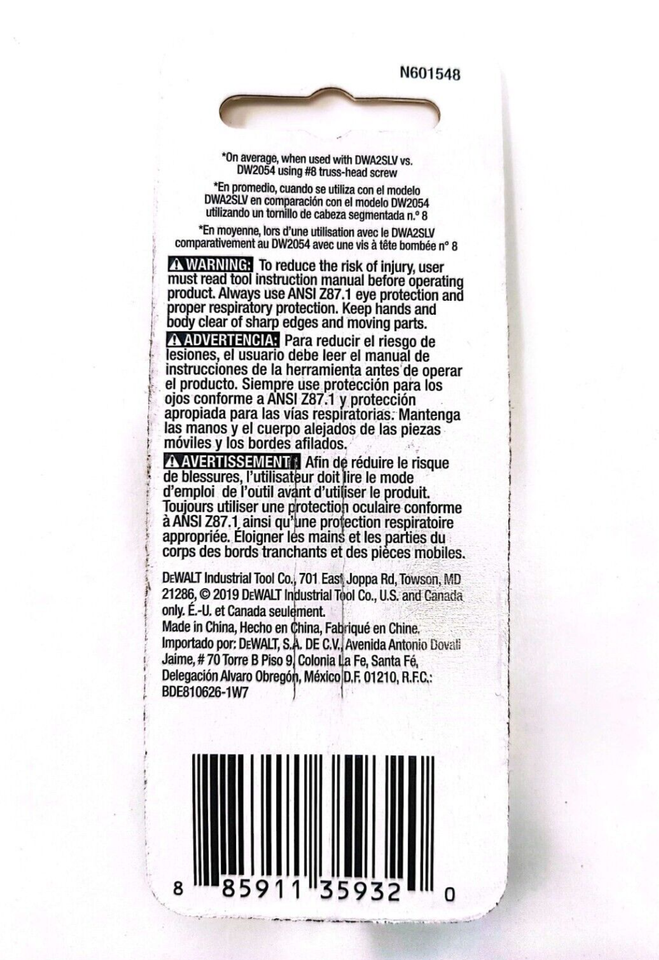 N601548
*On average, when used with DWA2SLV vs.
DW2054 using #8 truss-head screw
*En promedio, cuando se utiliza con el modelo
DWA2SLV en comparación con el modelo DW2054
utilizando un tornillo de cabeza segmentada n.º 8
*En moyenne, lors d'une utilisation avec le DWA2SLV
comparativement au DW2054 avec une vis à tête bombée n° 8
WARNING: To reduce the risk of injury, user
must read tool instruction manual before operating
product. Always use ANSI Z87.1 eye protection and
proper respiratory protection. Keep hands and
body clear of sharp edges and moving parts.
ADVERTENCIA: Para reducir el riesgo de
lesiones, el usuario debe leer el manual de
instrucciones de la herramienta antes de operar
el producto. Siempre use protección para los
ojos conforme a ANSI Z87.1 y protección
apropiada para las vías respiratorias. Mantenga
las manos y el cuerpo alejados de las piezas
móviles y los bordes afilados.
AVERTISSEMENT: Afin de réduire le risque
de blessures, l'utilisateur doit lire le mode
d'emploi de l'outil avant d'utiliser le produit.
Toujours utiliser une protection oculaire conforme
à ANSI Z87.1 ainsi qu'une protection respiratoire
appropriée. Éloigner les mains et les parties du
corps des bords tranchants et des pièces mobiles.
DEWALT Industrial Tool Co., 701 East Joppa Rd, Towson, MD
21286, © 2019 DEWALT Industrial Tool Co., U.S. and Canada
only. É.-U. et Canada seulement.
Made in China, Hecho en China, Fabriqué en Chine.
Importado por: DEWALT, S.A. DE C.V., Avenida Antonio Dovali
Jaime, # 70 Torre B Piso 9, Colonia La Fe, Santa Fé,
Delegación Alvaro Obregón, México D.F. 01210, R.F.C.:
BDE810626-1W7
8 85911 35932 0